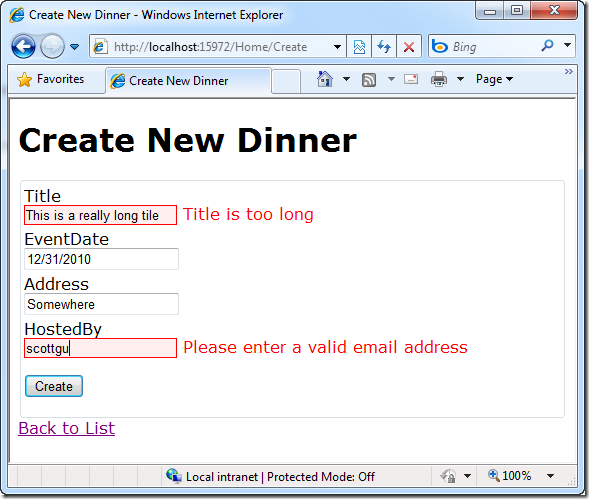 Create New Dinner - Windows Internet Explorer
http://localhost:15972/Home/Create
Bing
Favorites
Create New Dinner
Page
Create New Dinner
Title
This is a really long tile Title is too long
EventDate
12/31/2010
Address
Somewhere
HostedBy
scottgu Please enter a valid email address
Create
Back to List
Local intranet | Protected Mode: Off
100%